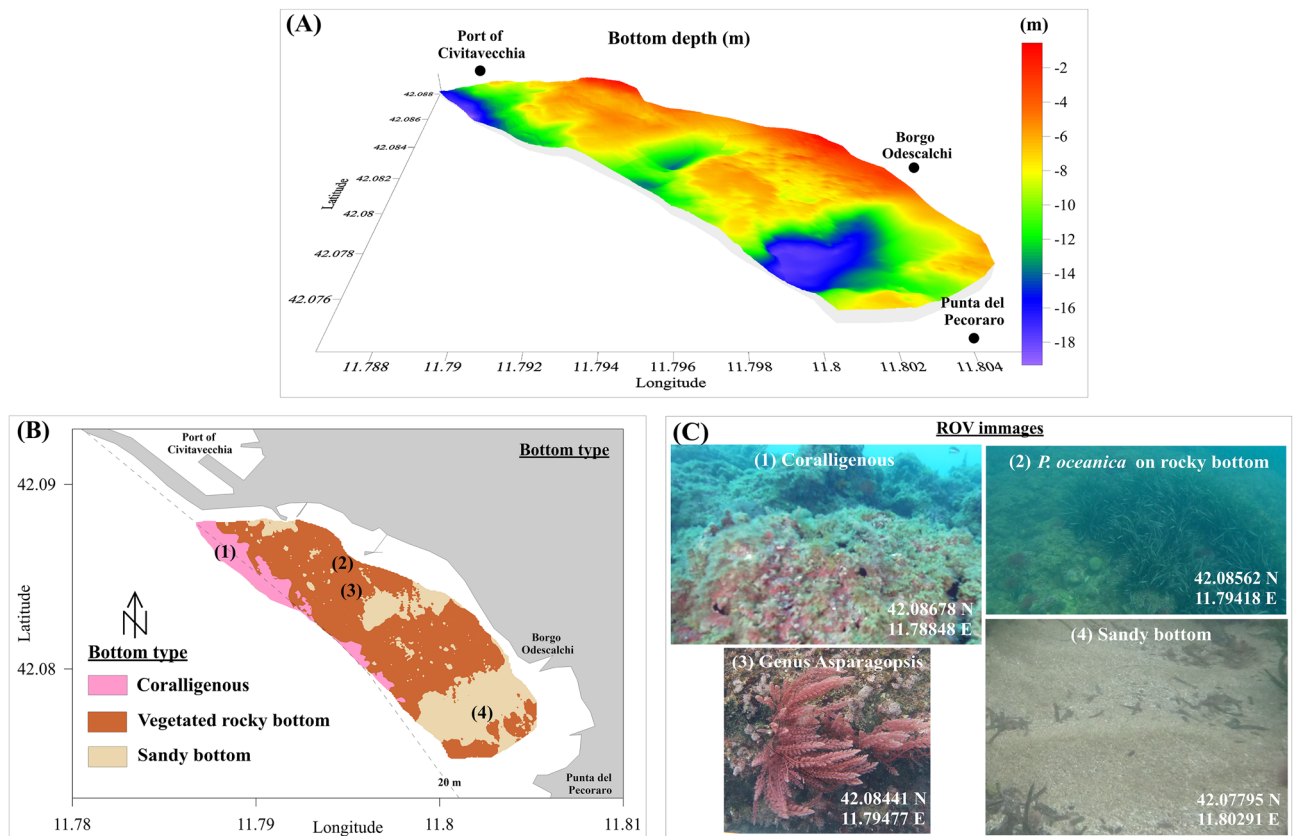 (A)
Bottom depth (m)
(m)
Port of
Civitavecchia
Borgo
Odescalchi
Punta del
Pecoraro
42.088
42.086
42.084
42.082
42.08
42.078
42.076
Latitude
11.788
11.79
11.792
11.794
11.796
11.798
11.8
11.802
11.804
Longitude
-2
-4
-6
-8
-10
-12
-14
-16
-18
(B)
Port of
Civitavecchia
Bottom type
42.09
42.08
Latitude
(1)
(2)
(3)
(4)
N
Borgo
Odescalchi
Bottom type
Coralligenous
Vegetated rocky bottom
Sandy bottom
20 m
Punta del
Pecoraro
11.78
11.79
11.8
11.81
Longitude
(C)
ROV immages
(1) Coralligenous
42.08678 N
11.78848 E
(2) P. oceanica on rocky bottom
42.08562 N
11.79418 E
(3) Genus Asparagopsis
42.08441 N
11.79477 E
(4) Sandy bottom
42.07795 N
11.80291 E